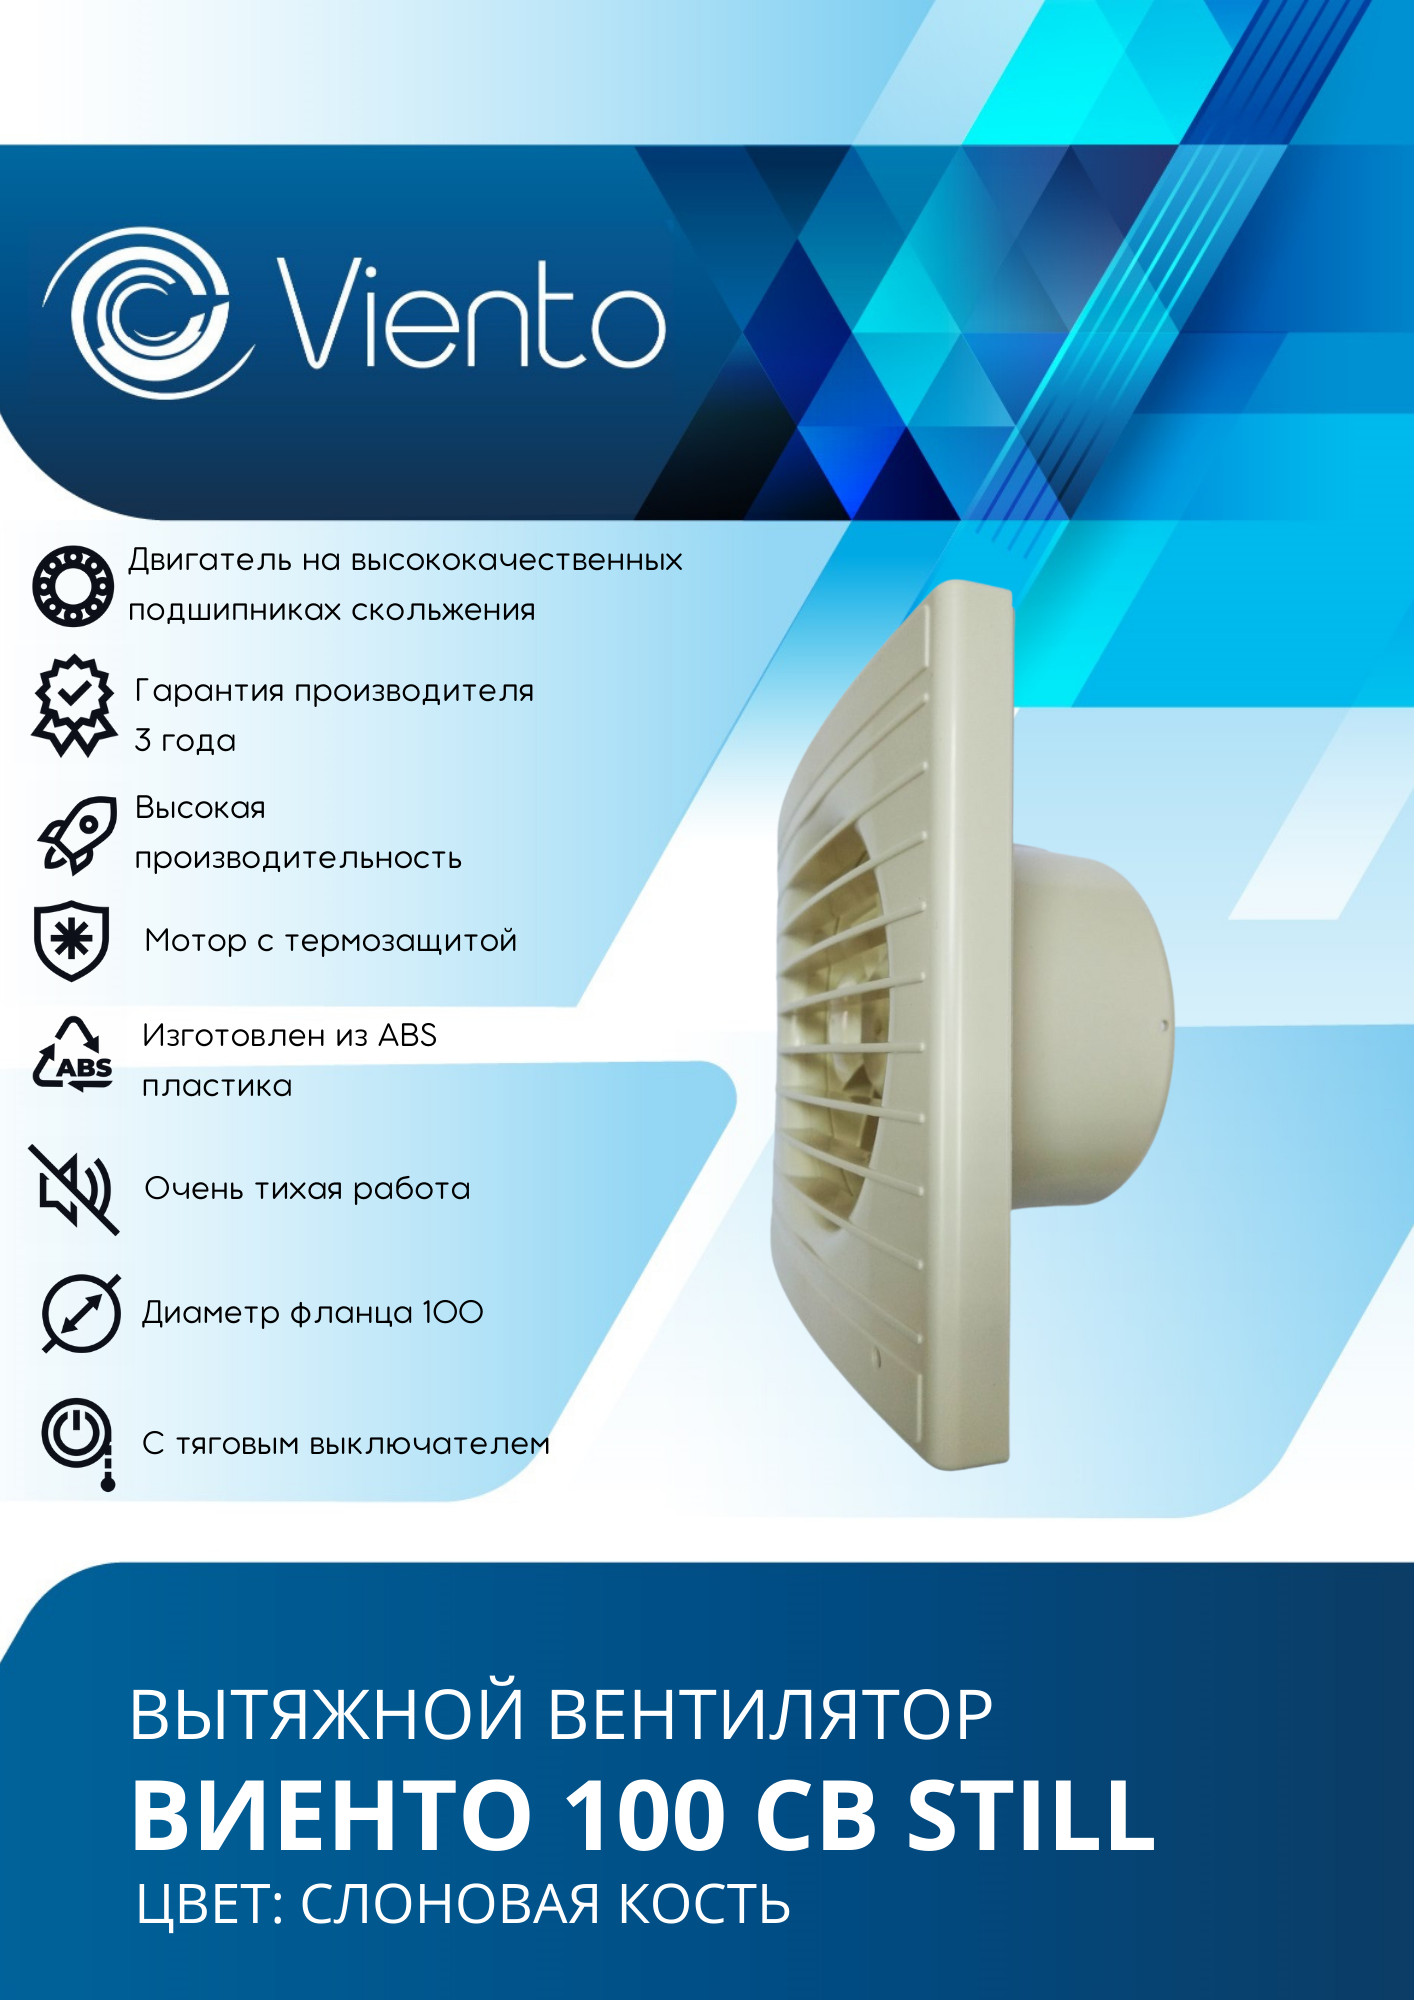 Viento
Двигатель на высококачественных
подшипниках скольжения
Гарантия производителя
3 года
Высокая
производительность
Мотор с термозащитой
Изготовлен из ABS
пластика
ABS
Очень тихая работа
Диаметр фланца 100
С тяговым выключателем
ВЫТЯЖНОЙ ВЕНТИЛЯТОР
ВИЕНТО 100 СВ STILL
ЦВЕТ: СЛОНОВАЯ КОСТЬ